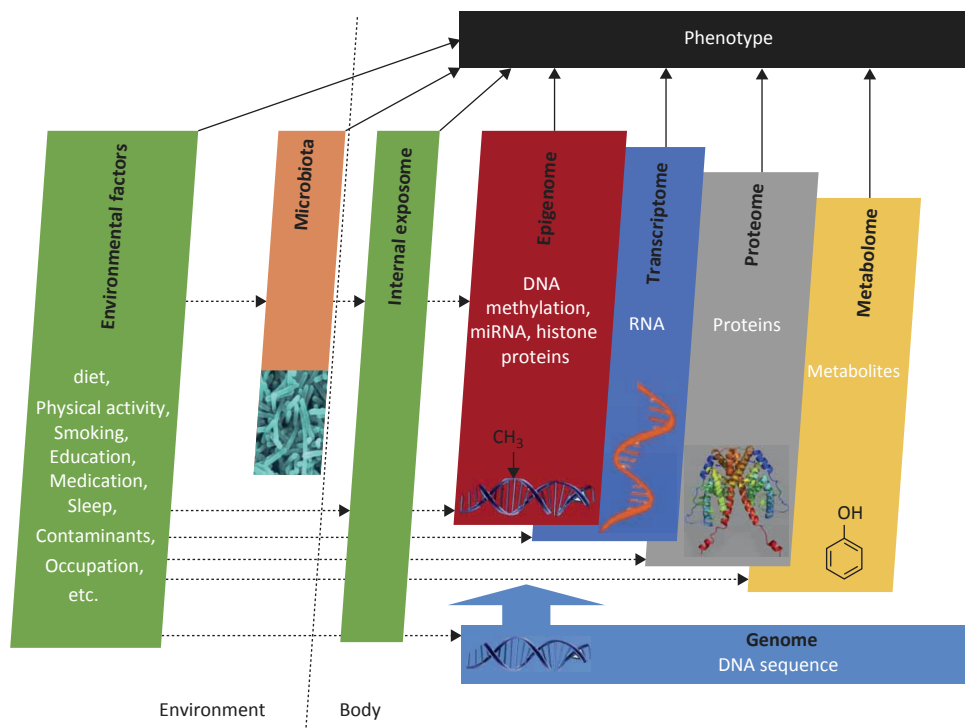 Phenotype
Environmental factors
diet,
Physical activity,
Smoking,
Education,
Medication,
Sleep,
Contaminants,
Occupation,
etc.
Microbiota
Internal exposome
Epigenome
DNA
methylation,
miRNA, histone
proteins
CH₃
Transcriptome
RNA
Proteome
Proteins
Metabolome
Metabolites
OH
Genome
DNA sequence
Environment
Body